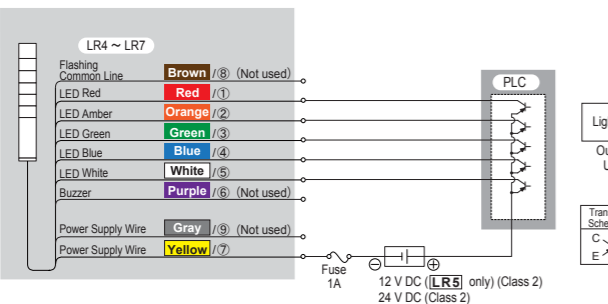 LR4 ~ LR7
Flashing Common Line Brown /⑧ (Not used)
LED Red Red /①
LED Amber Orange /②
LED Green Green /③
LED Blue Blue /④
LED White White /⑤
Buzzer Purple /⑥ (Not used)
Power Supply Wire Gray /⑨ (Not used)
Power Supply Wire Yellow /⑦
Fuse
1A
⊖ ⊕
12 V DC (LR5 only) (Class 2)
24 V DC (Class 2)
PLC
C
E